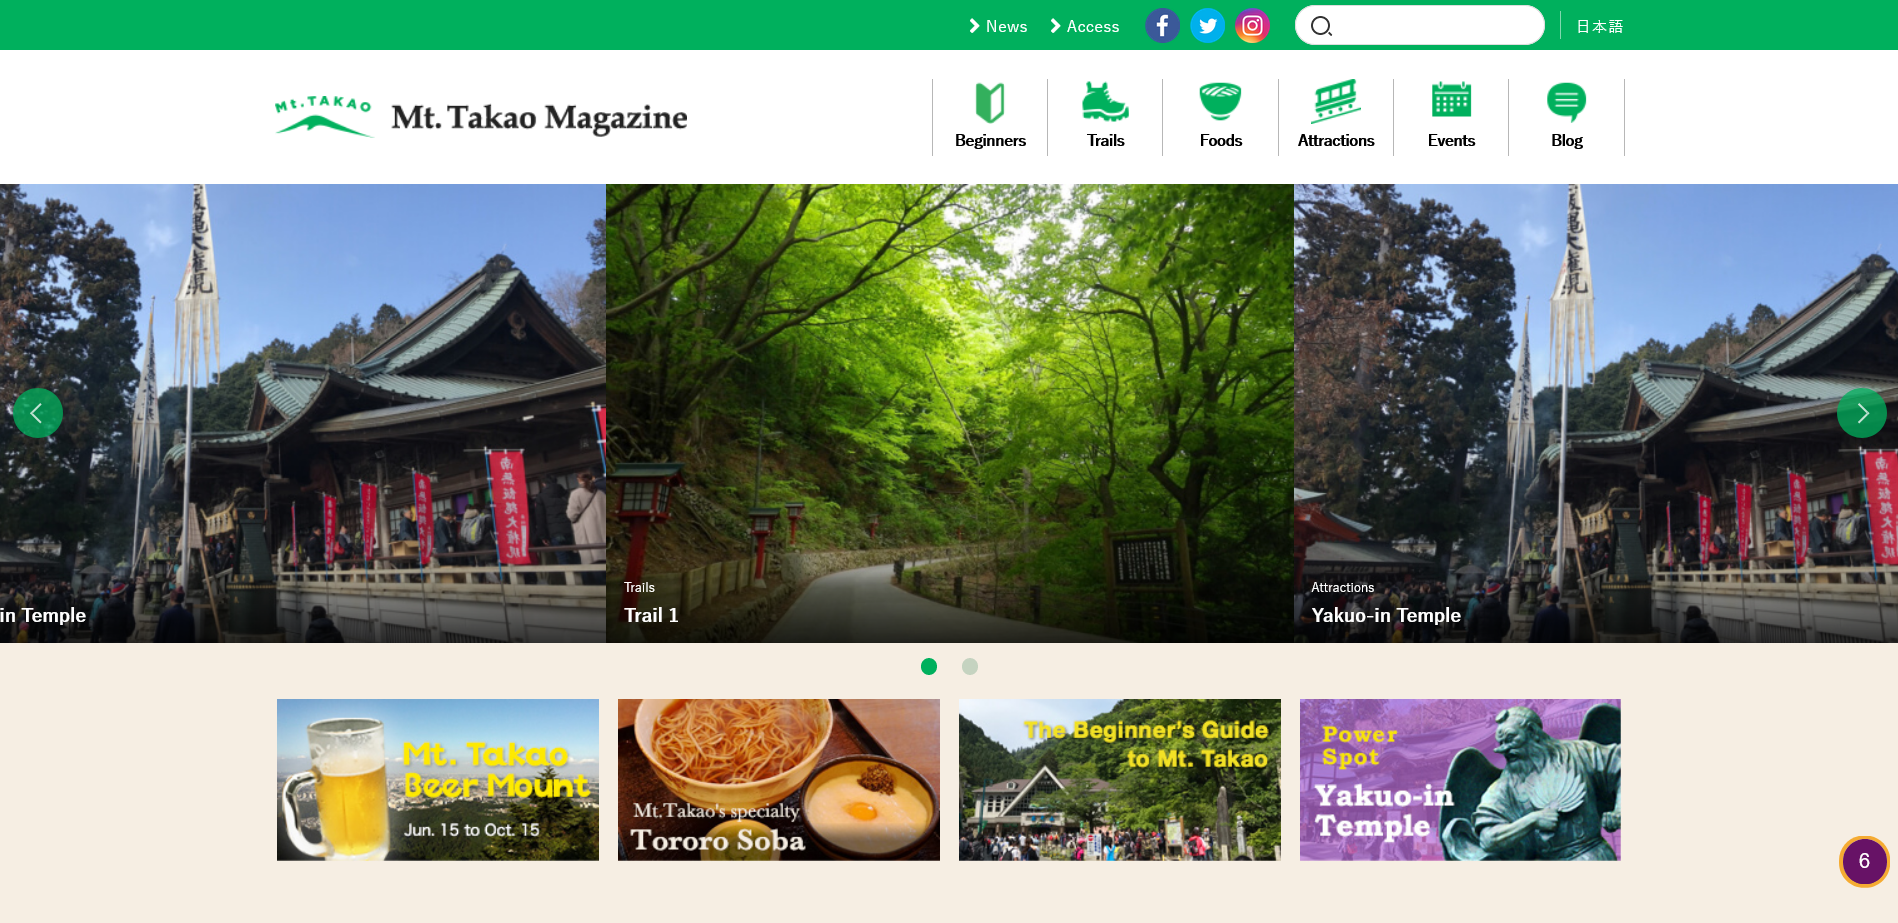 News
Access
日本語
Mt.TAKAO
Mt. Takao Magazine
Beginners
Trails
Foods
Attractions
Events
Blog
in Temple
Trails
Trail 1
Attractions
Yakuo-in Temple
Mt. Takao
Beer Mount
Jun. 15 to Oct. 15
Mt.Takao's specialty
Tororo Soba
The Beginner's Guide
to Mt. Takao
Power
Spot
Yakuo-in
Temple
6